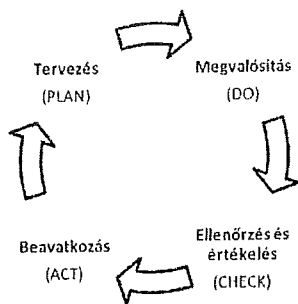 Tervezés
(PLAN)
Megvalósítás
(DO)
Ellenőrzés és
értékelés
(CHECK)
Beavatkozás
(ACT)